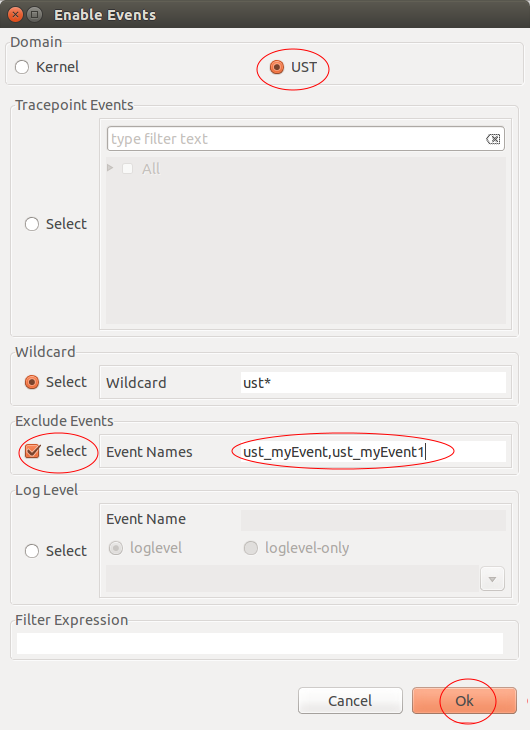 Enable Events
Domain
Kernel
UST
Tracepoint Events
type filter text
All
Select
Wildcard
Select
Wildcard
ust*
Exclude Events
Select
Event Names
ust_myEvent,ust_myEvent1
Log Level
Event Name
Select
loglevel
loglevel-only
Filter Expression
Cancel
Ok